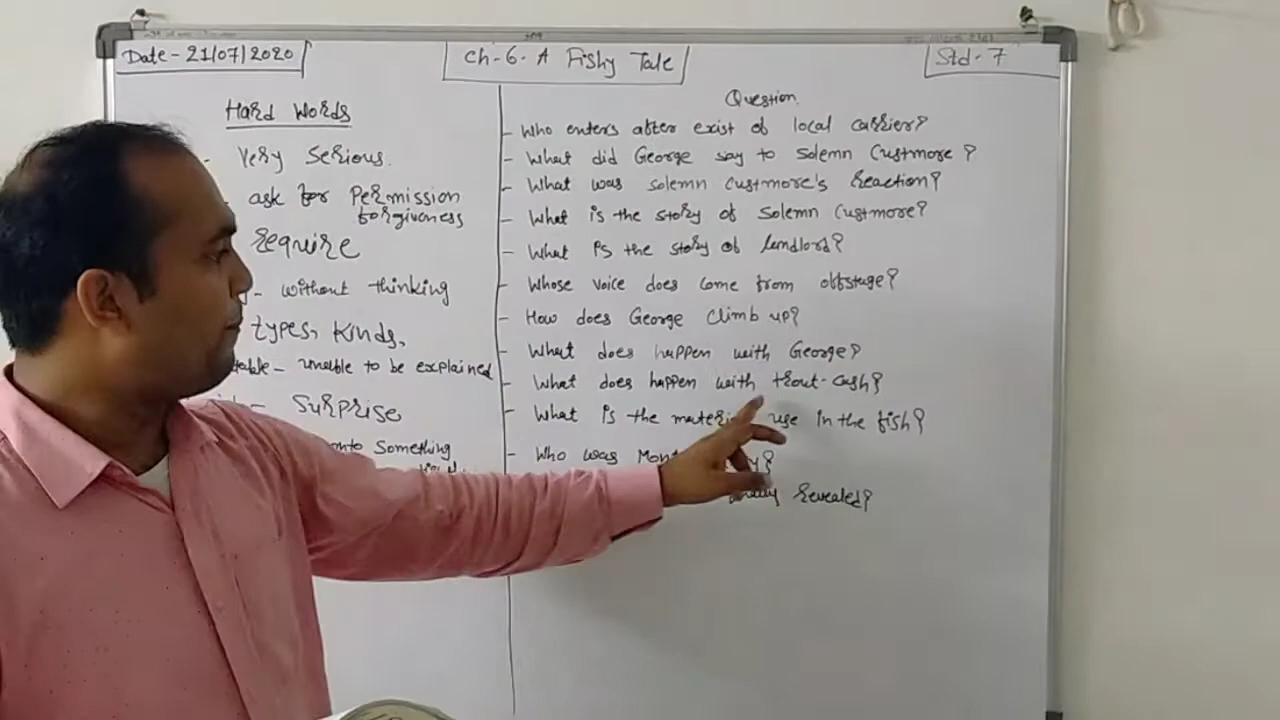 Date - 21/07/2020
Ch-6- A Fishy Tale
Std-7
Hard Words
- Very Serious.
ask for Permission
forgiveness
require
- without thinking
types, Kinds,
table - unable to be explained
- Surprise
onto Something
Question
- Who enters after exist of local carrier?
- What did George say to Solemn Custmore ?
- What was solemn custmore's reaction?
- What is the story of Solemn Custmore?
- What is the story of landlord?
- Whose voice does come from offstage?
- How does George climb up?
- What does happen with George?
- What does happen with trout-cash?
- What is the use in the fish?
- Who was
revealed?